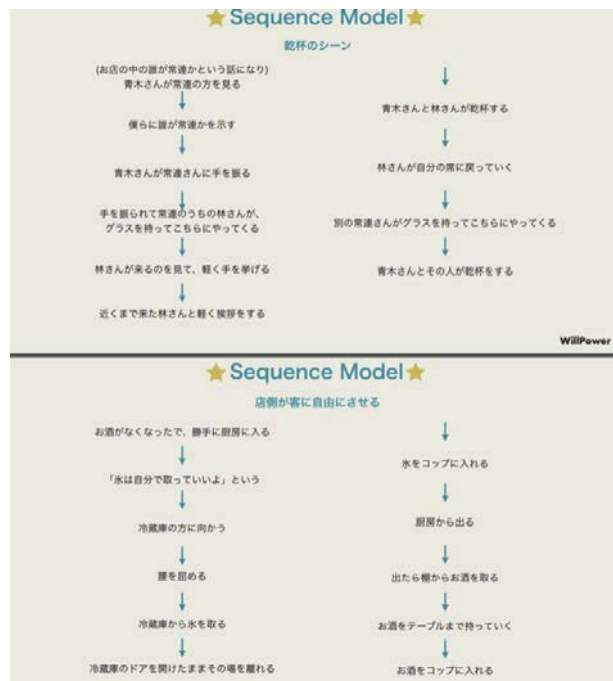 Sequence Model
乾杯のシーン
(お店の中の誰が常連かという話になり)
青木さんが常連の方を見る
僕らに誰が常連かを示す
青木さんが常連さんに手を振る
手を振られて常連のうちの林さんが、
グラスを持ってこちらにやってくる
林さんが来るのを見て、軽く手を挙げる
近くまで来た林さんと軽く挨拶をする
青木さんと林さんが乾杯する
林さんが自分の席に戻っていく
別の常連さんがグラスを持ってこちらにやってくる
青木さんとその人が乾杯をする
WillPower
Sequence Model
店側が客に自由にさせる
お酒がなくなったで、勝手に厨房に入る
「氷は自分で取っていいよ」という
冷蔵庫の方に向かう
腰を屈める
冷蔵庫から氷を取る
冷蔵庫のドアを開けたままその場を離れる
氷をコップに入れる
厨房から出る
出たら棚からお酒を取る
お酒をテーブルまで持っていく
お酒をコップに入れる